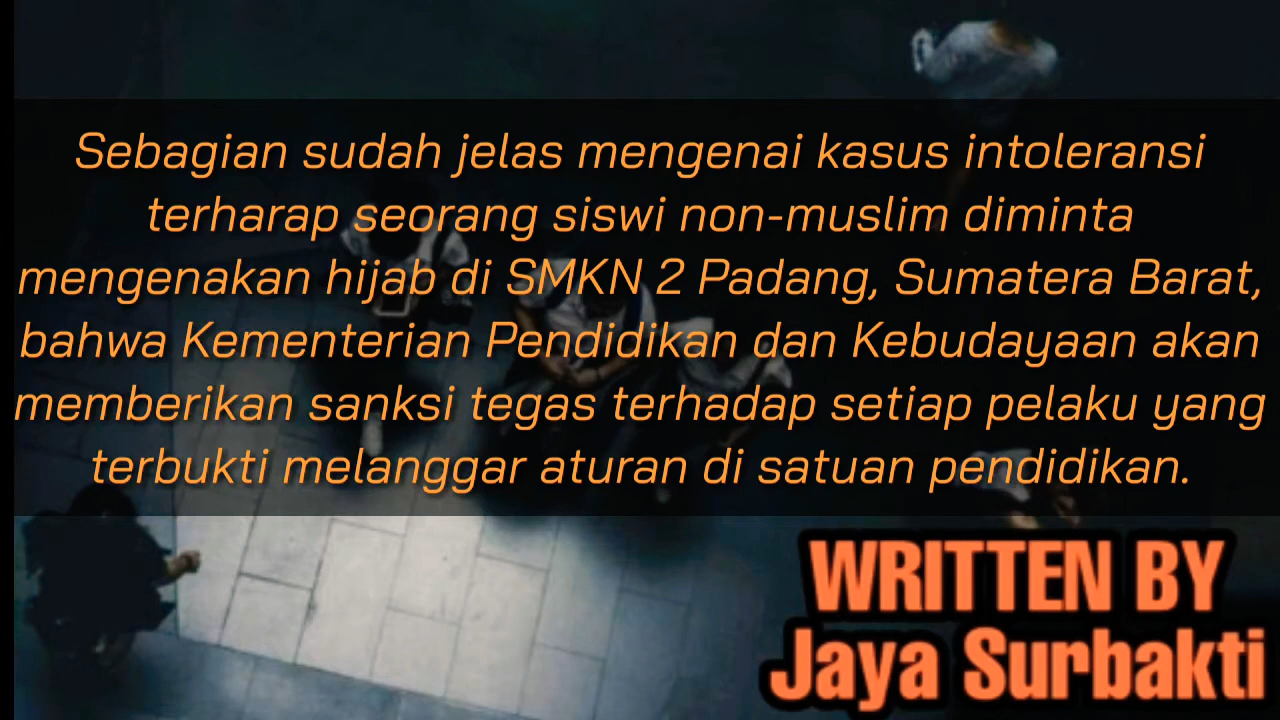 Sebagian sudah jelas mengenai kasus intoleransi
terharap seorang siswi non-muslim diminta
mengenakan hijab di SMKN 2 Padang, Sumatera Barat,
bahwa Kementerian Pendidikan dan Kebudayaan akan
memberikan sanksi tegas terhadap setiap pelaku yang
terbukti melanggar aturan di satuan pendidikan.
WRITTEN BY
Jaya Surbakti